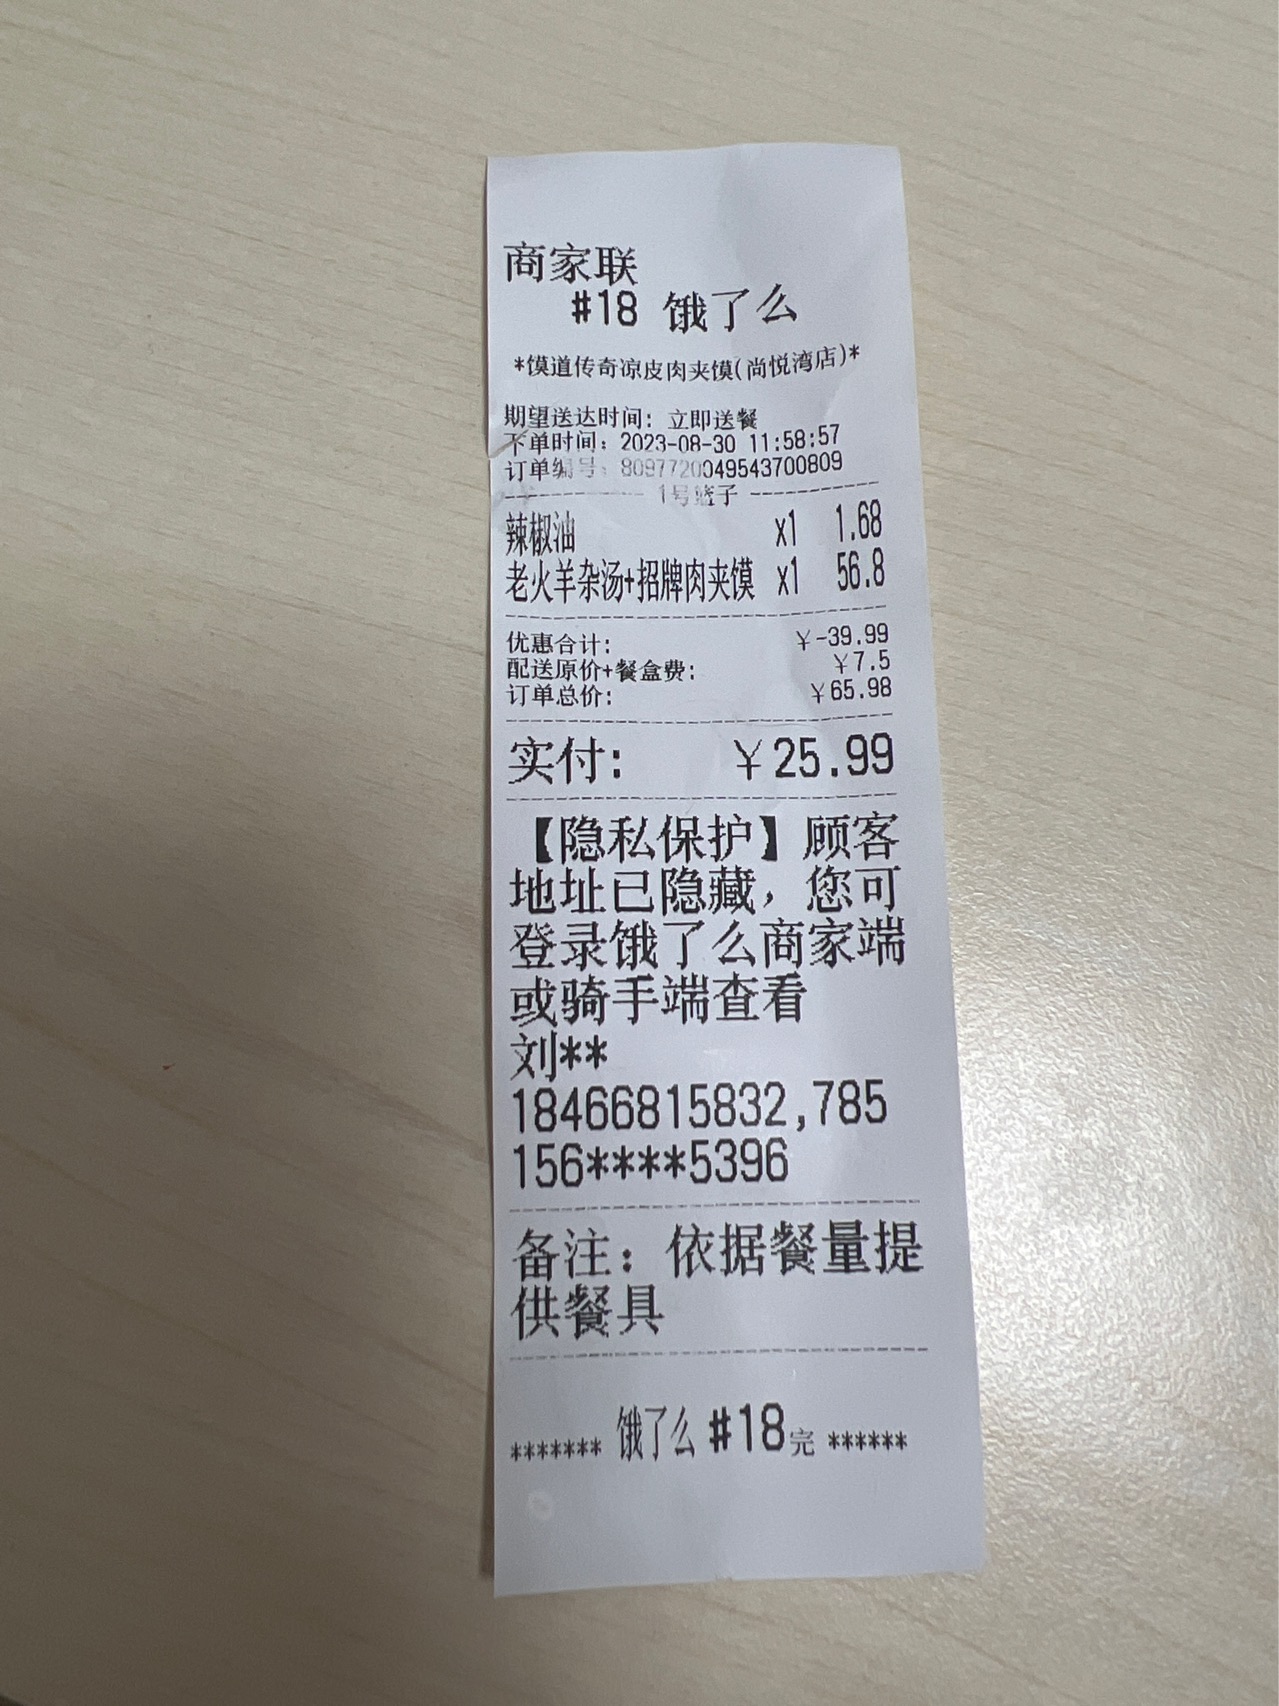 商家联
#18 饿了么
*馍道传奇凉皮肉夹馍(尚悦湾店)*
期望送达时间: 立即送餐
下单时间: 2023-08-30 11:58:57
订单编号: 8097720049543700809
1号篮子
辣椒油 x1 1.68
老火羊杂汤+招牌肉夹馍 x1 56.8
优惠合计: ￥-39.99
配送原价+餐盒费: ￥7.5
订单总价: ￥65.98
实付: ￥25.99
【隐私保护】顾客
地址已隐藏，您可
登录饿了么商家端
或骑手端查看
刘**
18466815832,785
156****5396
备注: 依据餐量提
供餐具
******* 饿了么 #18 完 ******